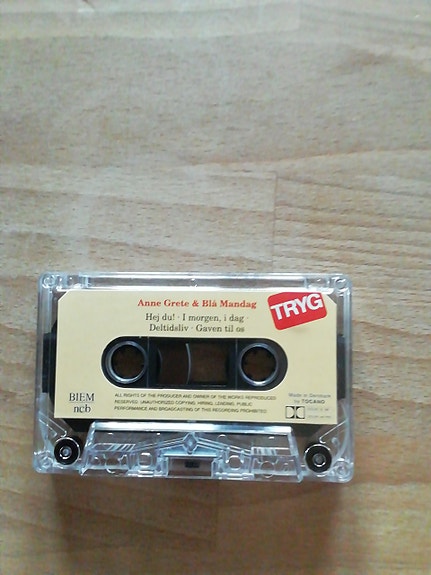 Anne Grete & Blå Mandag
TRYG
Hej du! · I morgen, i dag ·
Deltidsliv · Gaven til os
BIEM
ncb
ALL RIGHTS OF THE PRODUCER AND OWNER OF THE WORKS REPRODUCED
RESERVED. UNAUTHORIZED COPYING, HIRING, LENDING, PUBLIC
PERFORMANCE AND BROADCASTING OF THIS RECORDING PROHIBITED.
Made in Denmark
by TOCANO